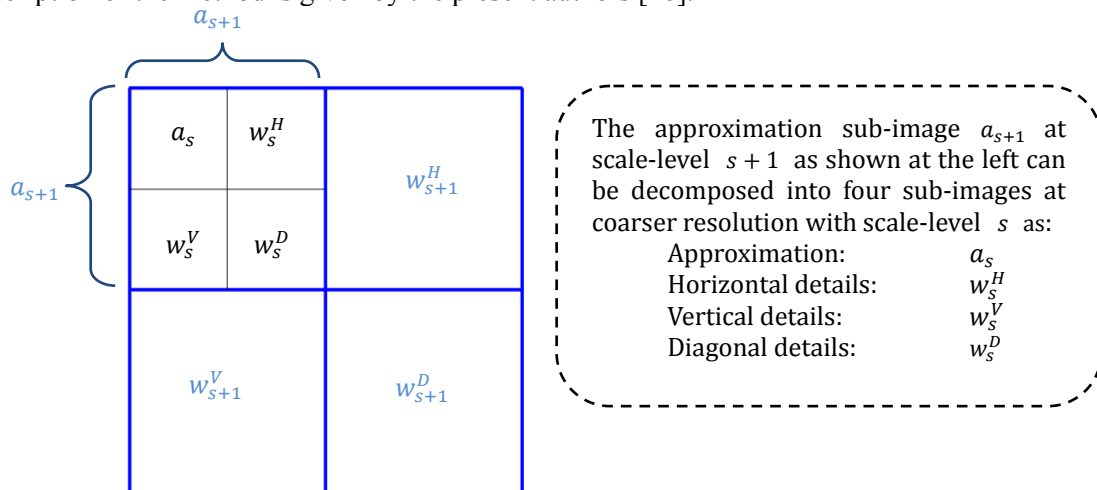 a_{s+1}
a_s w_s^H
a_{s+1} w_{s+1}^H
w_s^V w_s^D
w_{s+1}^V w_{s+1}^D
The approximation sub-image a_{s+1} at
scale-level s + 1 as shown at the left can
be decomposed into four sub-images at
coarser resolution with scale-level s as:
Approximation: a_s
Horizontal details: w_s^H
Vertical details: w_s^V
Diagonal details: w_s^D